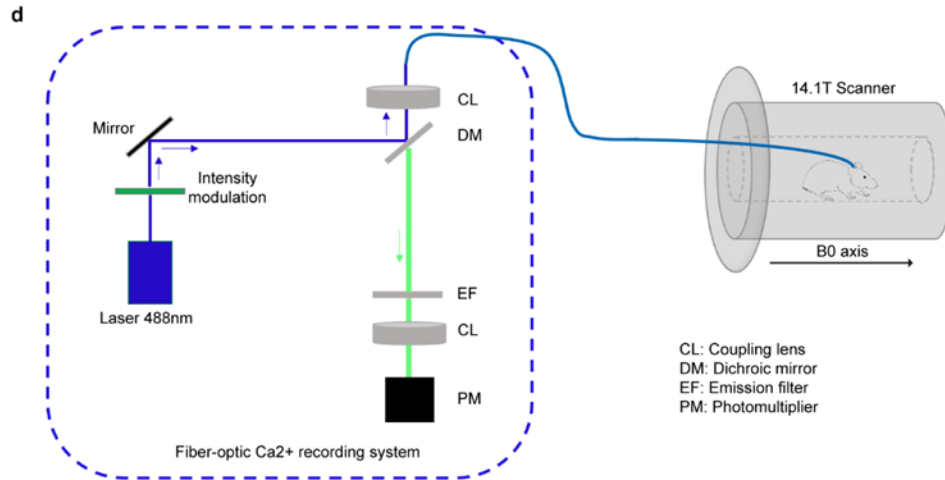 d
CL
14.1T Scanner
Mirror
DM
Intensity
modulation
B0 axis
EF
Laser 488nm
CL
CL: Coupling lens
DM: Dichroic mirror
EF: Emission filter
PM: Photomultiplier
PM
Fiber-optic Ca2+ recording system